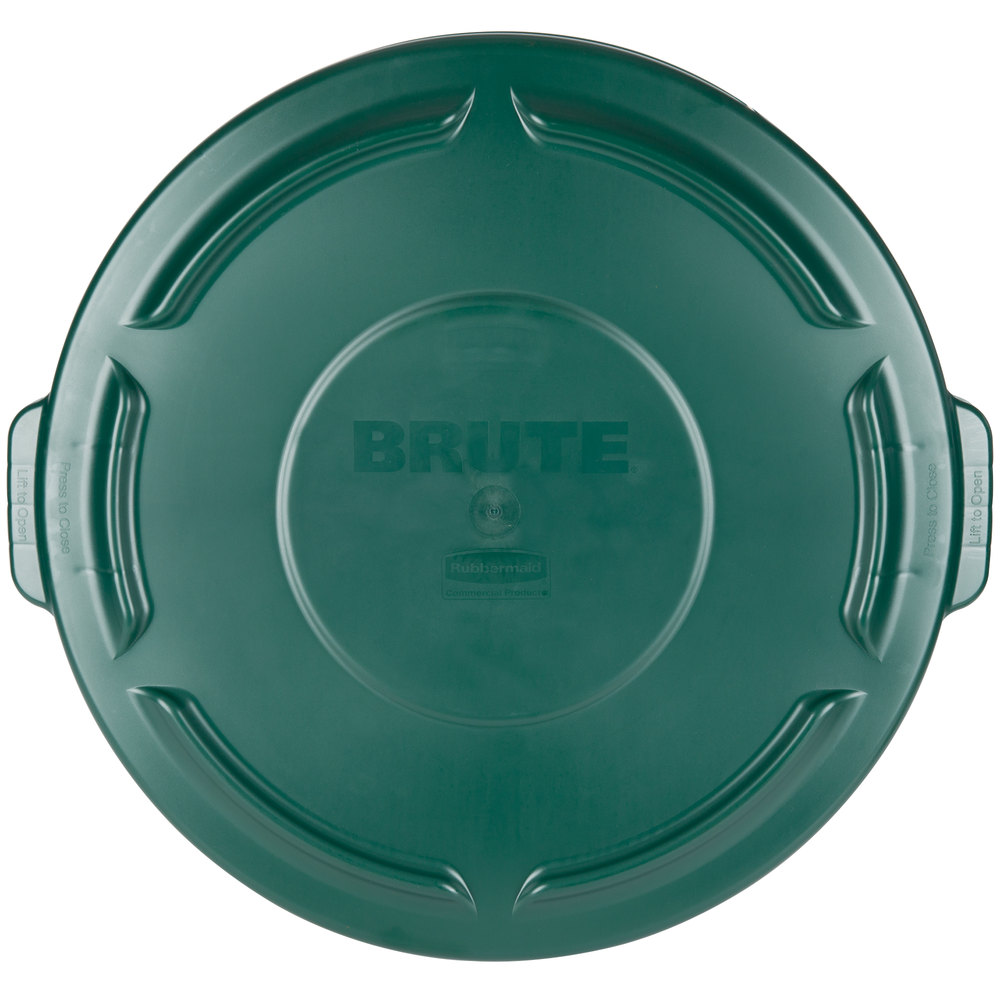 BRUTE®
Rubbermaid
Commercial Products
Press to Close
Lift to Open
Press to Close
Lift to Open